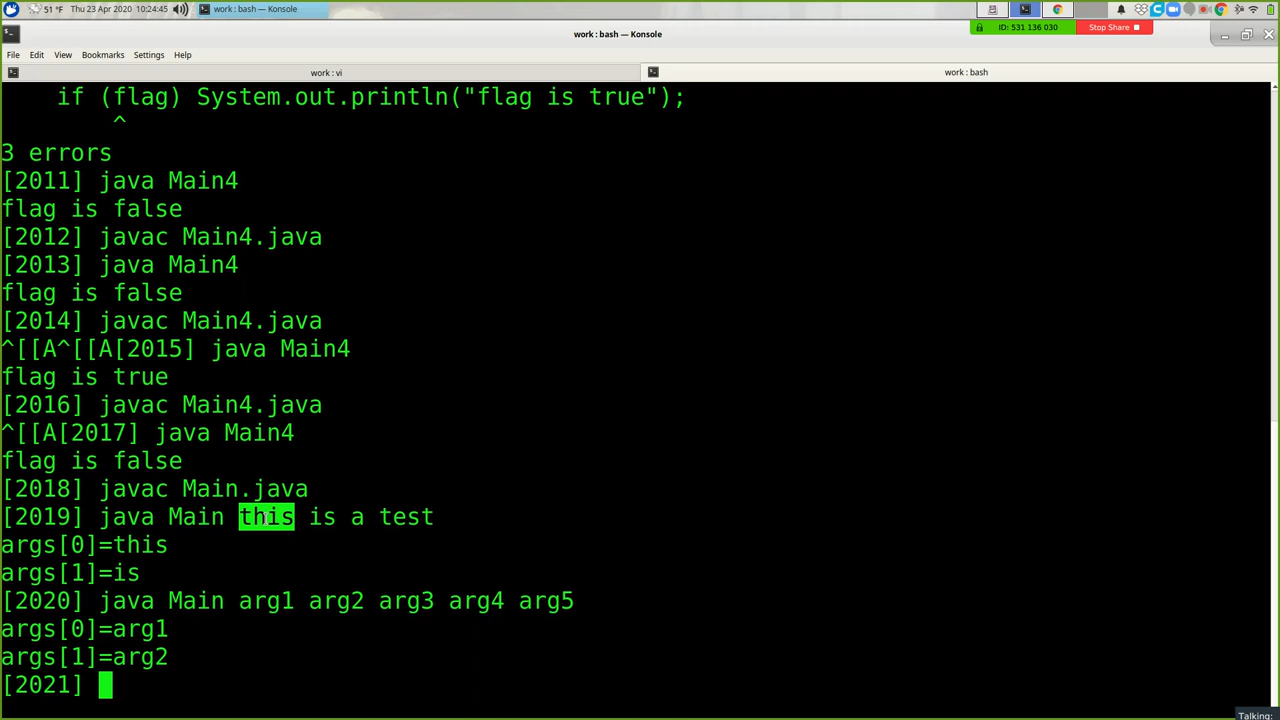 51 °F Thu 23 Apr 2020 10:24:45 work : bash — Konsole
work : bash — Konsole
ID: 531 136 030 Stop Share
File Edit View Bookmarks Settings Help
work : vi work : bash
if (flag) System.out.println("flag is true");
^
3 errors
[2011] java Main4
flag is false
[2012] javac Main4.java
[2013] java Main4
flag is false
[2014] javac Main4.java
^[[A^[[A[2015] java Main4
flag is true
[2016] javac Main4.java
^[[A[2017] java Main4
flag is false
[2018] javac Main.java
[2019] java Main this is a test
args[0]=this
args[1]=is
[2020] java Main arg1 arg2 arg3 arg4 arg5
args[0]=arg1
args[1]=arg2
[2021]
Talking: